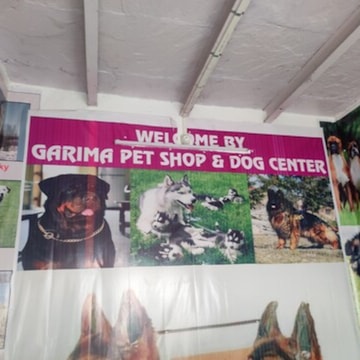 WELCOME BY
GARIMA PET SHOP & DOG CENTER